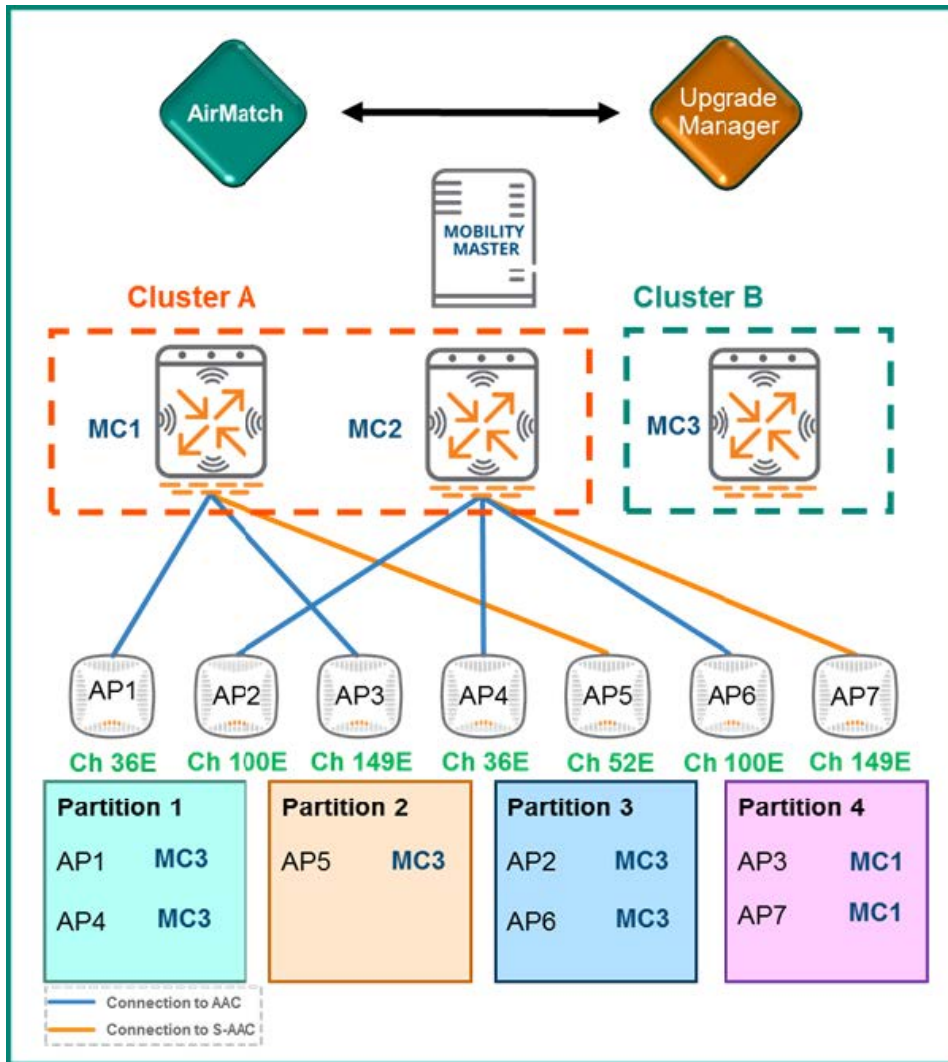 AirMatch
Upgrade
Manager
MOBILITY
MASTER
Cluster A
Cluster B
MC1
MC2
MC3
AP1
AP2
AP3
AP4
AP5
AP6
AP7
Ch 36E
Ch 100E
Ch 149E
Ch 36E
Ch 52E
Ch 100E
Ch 149E
Partition 1
AP1 MC3
AP4 MC3
Partition 2
AP5 MC3
Partition 3
AP2 MC3
AP6 MC3
Partition 4
AP3 MC1
AP7 MC1
Connection to AAC
Connection to S-AAC